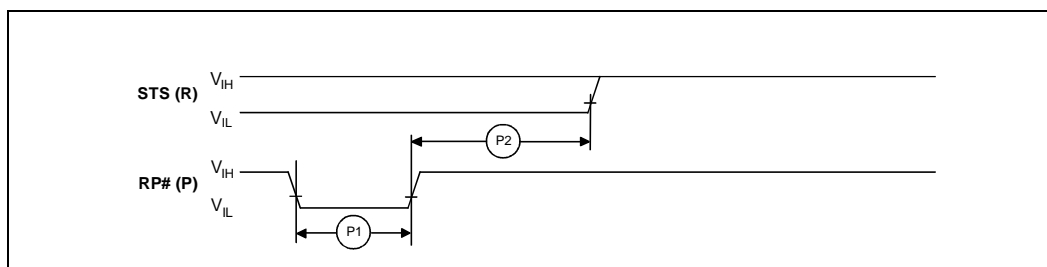 STS (R)
V_IH
V_IL
P2
RP# (P)
V_IH
V_IL
P1